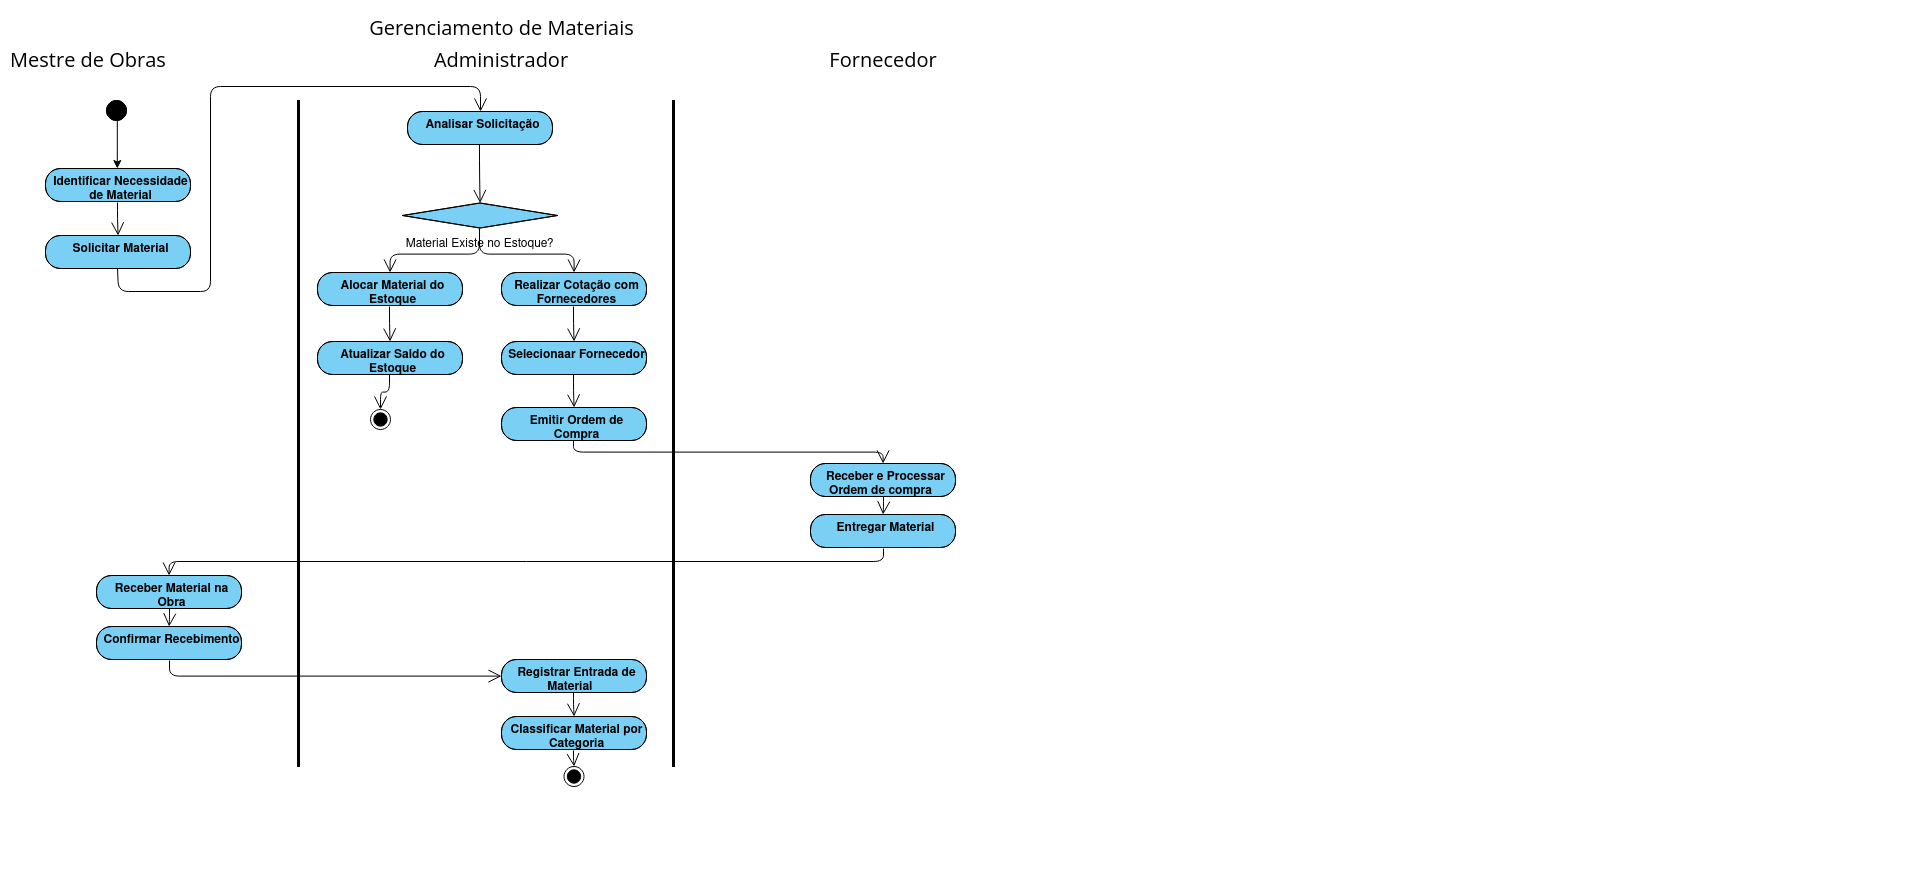 Gerenciamento de Materiais
Mestre de Obras
Administrador
Fornecedor
Analisar Solicitação
Identificar Necessidade
de Material
Solicitar Material
Material Existe no Estoque?
Alocar Material do
Estoque
Realizar Cotação com
Fornecedores
Atualizar Saldo do
Estoque
Selecionaar Fornecedor
Emitir Ordem de
Compra
Receber e Processar
Ordem de compra
Entregar Material
Receber Material na
Obra
Confirmar Recebimento
Registrar Entrada de
Material
Classificar Material por
Categoria